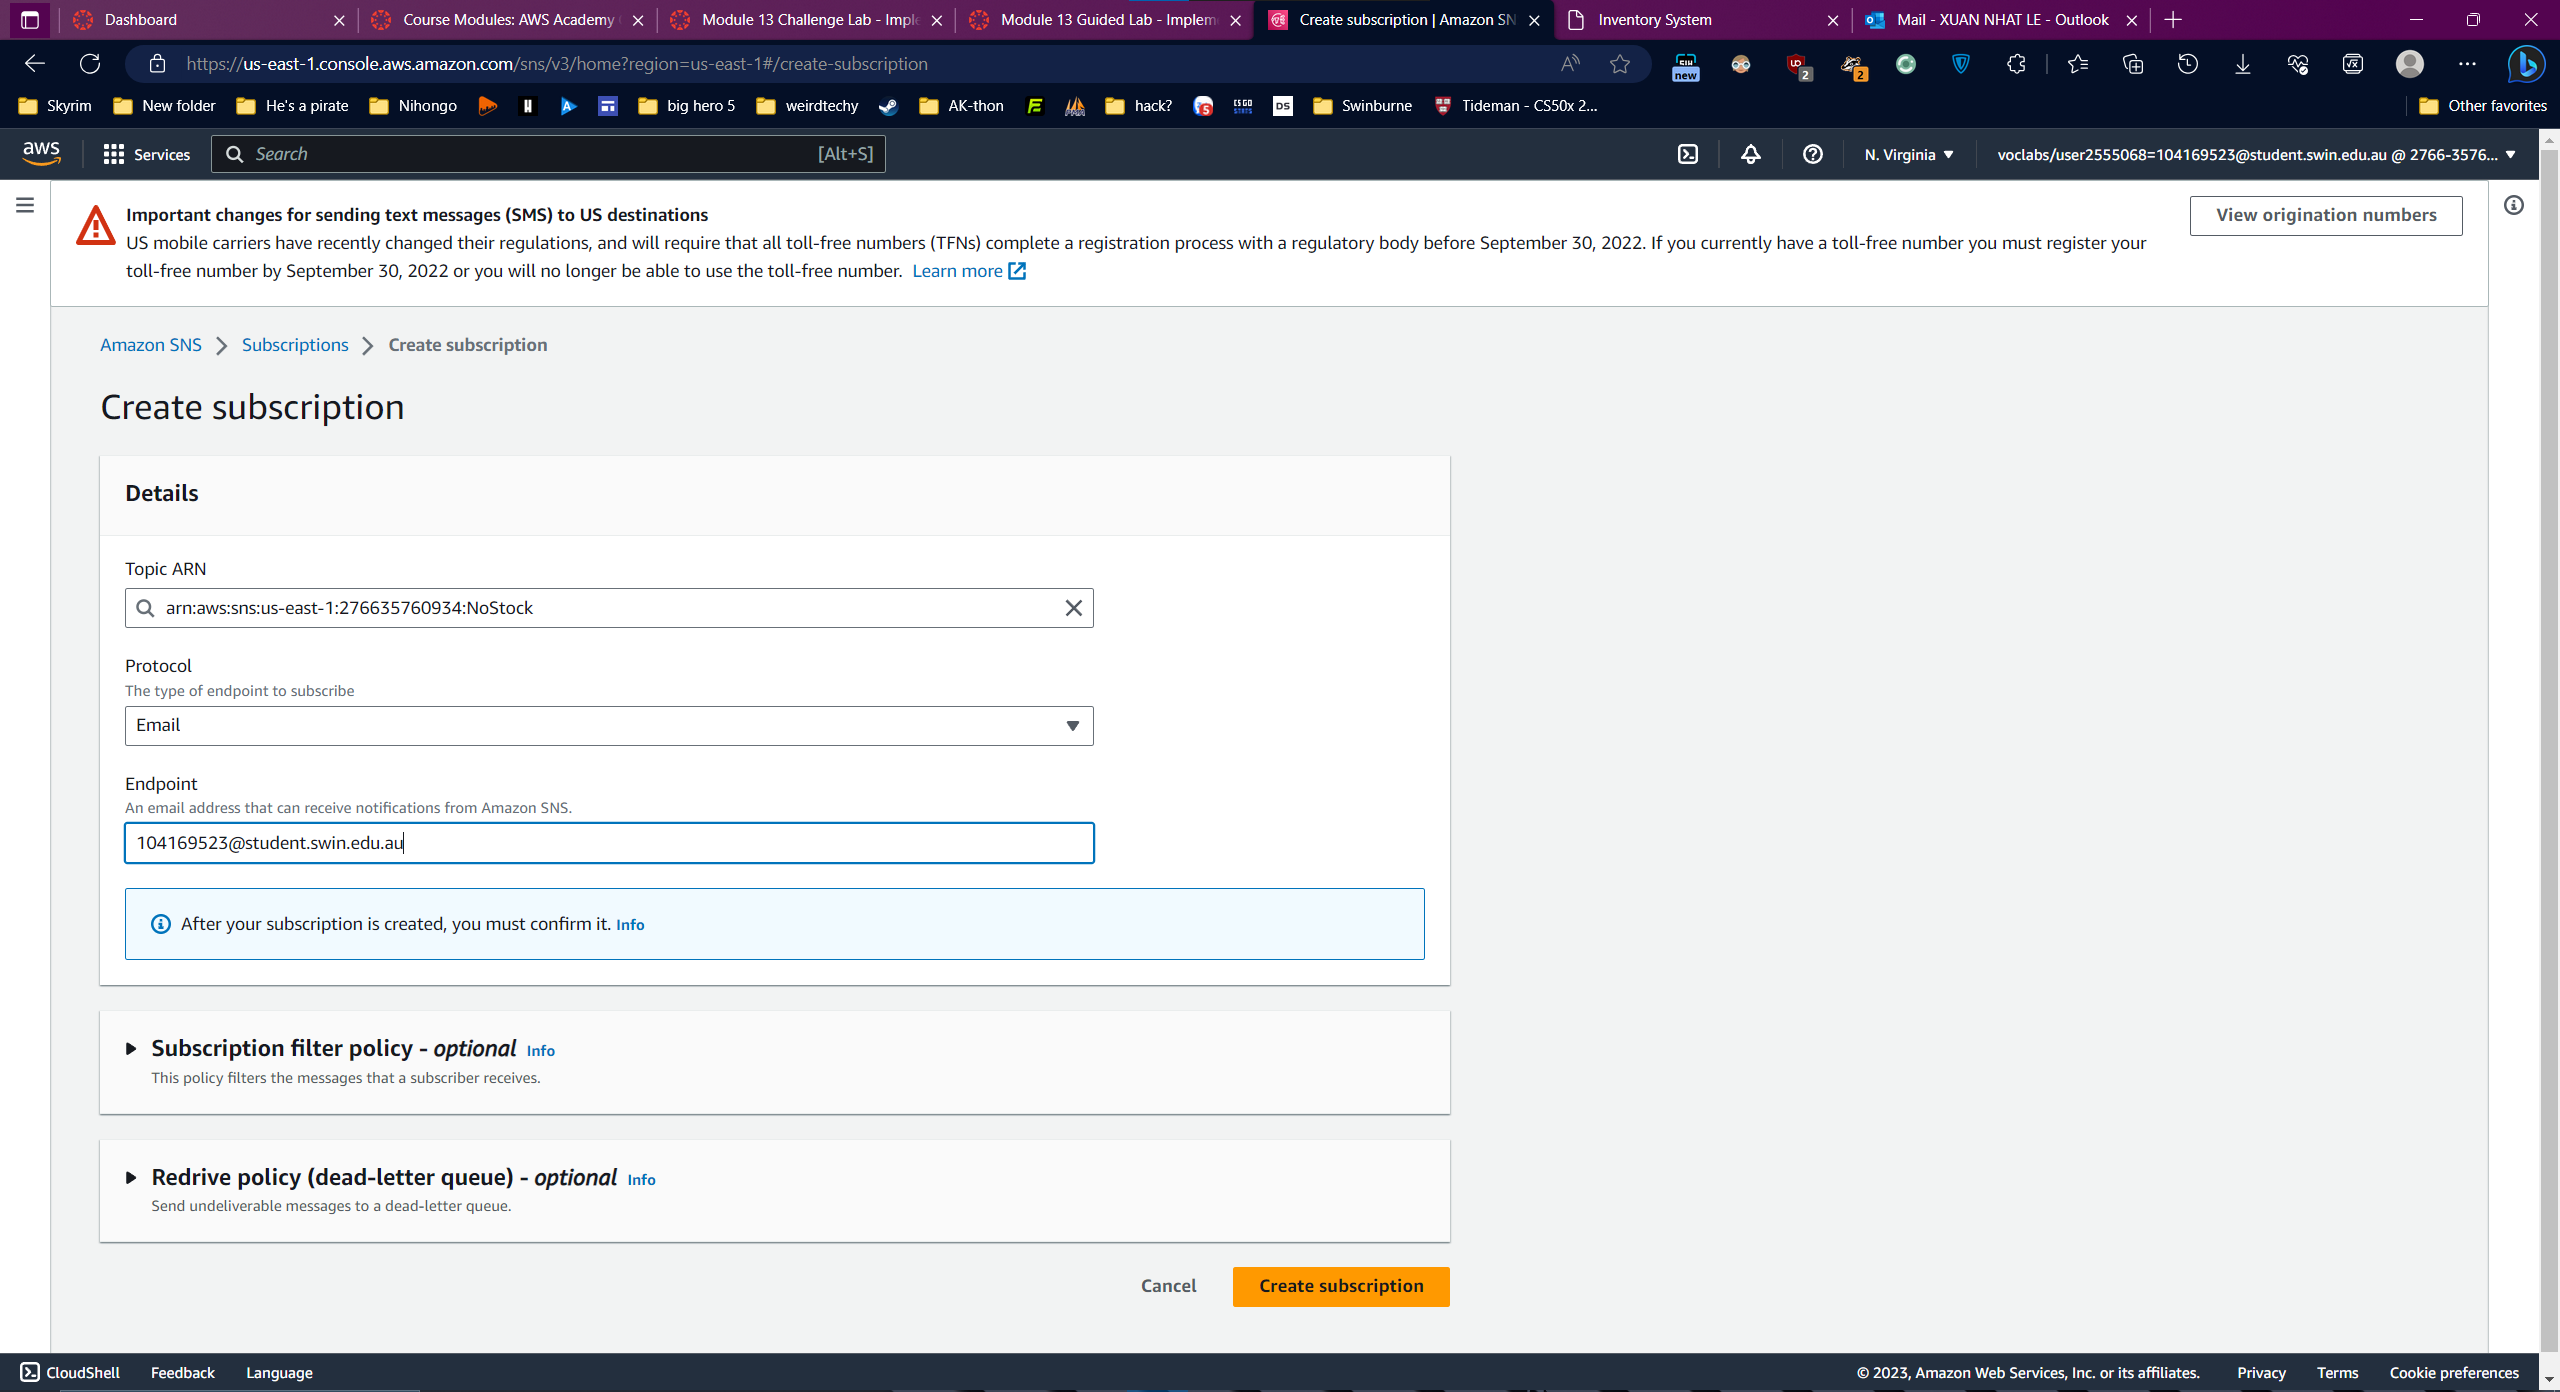 Dashboard
Course Modules: AWS Academy
Module 13 Challenge Lab - Imple
Module 13 Guided Lab - Implem
Create subscription | Amazon SN
Inventory System
Mail - XUAN NHAT LE - Outlook
https://us-east-1.console.aws.amazon.com/sns/v3/home?region=us-east-1#/create-subscription
new
2
2
Skyrim
New folder
He's a pirate
Nihongo
big hero 5
weirdtechy
AK-thon
hack?
DS
Swinburne
Tideman - CS50x 2...
Other favorites
aws
Services
Search
[Alt+S]
N. Virginia
voclabs/user2555068=104169523@student.swin.edu.au @ 2766-3576...
Important changes for sending text messages (SMS) to US destinations
US mobile carriers have recently changed their regulations, and will require that all toll-free numbers (TFNs) complete a registration process with a regulatory body before September 30, 2022. If you currently have a toll-free number you must register your
toll-free number by September 30, 2022 or you will no longer be able to use the toll-free number. Learn more
View origination numbers
Amazon SNS
Subscriptions
Create subscription
Create subscription
Details
Topic ARN
arn:aws:sns:us-east-1:276635760934:NoStock
Protocol
The type of endpoint to subscribe
Email
Endpoint
An email address that can receive notifications from Amazon SNS.
104169523@student.swin.edu.au
After your subscription is created, you must confirm it. Info
Subscription filter policy - optional Info
This policy filters the messages that a subscriber receives.
Redrive policy (dead-letter queue) - optional Info
Send undeliverable messages to a dead-letter queue.
Cancel
Create subscription
CloudShell
Feedback
Language
© 2023, Amazon Web Services, Inc. or its affiliates.
Privacy
Terms
Cookie preferences